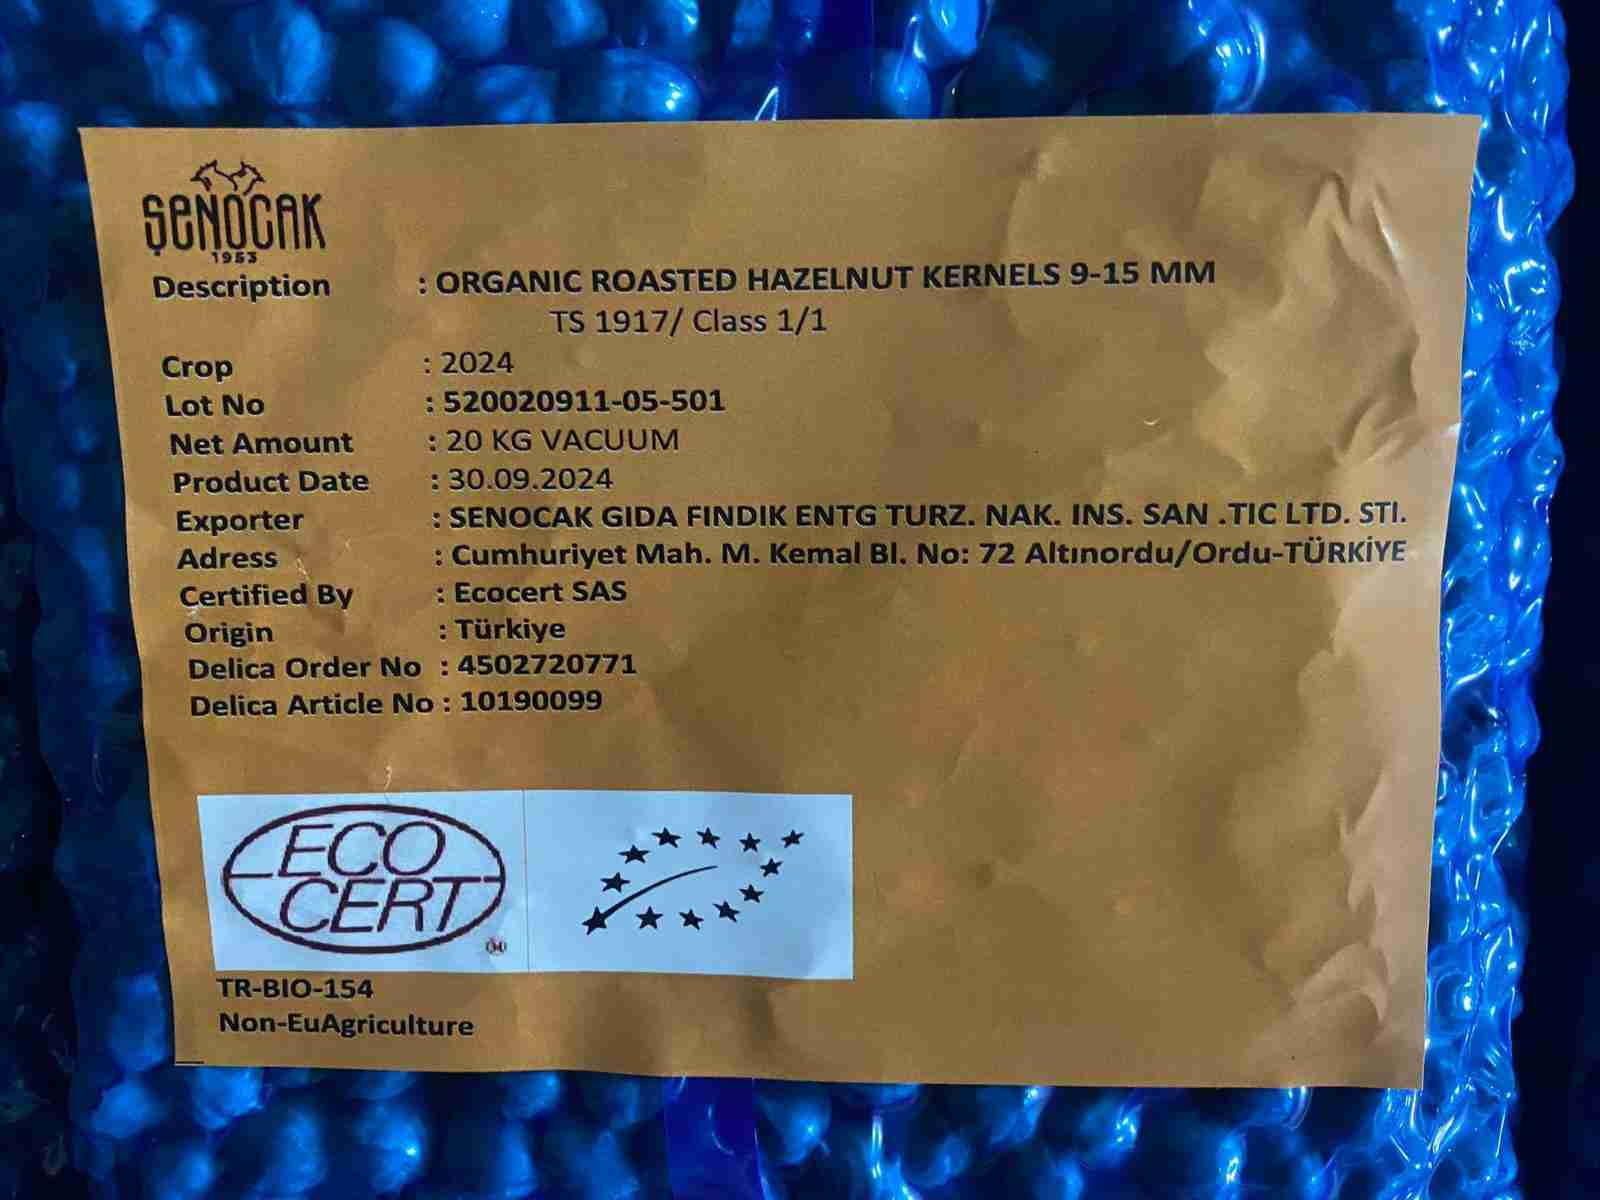 ŞENOCAK
1953
Description : ORGANIC ROASTED HAZELNUT KERNELS 9-15 MM
TS 1917/ Class 1/1
Crop : 2024
Lot No : 520020911-05-501
Net Amount : 20 KG VACUUM
Product Date : 30.09.2024
Exporter : SENOCAK GIDA FINDIK ENTG TURZ. NAK. INS. SAN .TIC LTD. STI.
Adress : Cumhuriyet Mah. M. Kemal Bl. No: 72 Altınordu/Ordu-TÜRKİYE
Certified By : Ecocert SAS
Origin : Türkiye
Delica Order No : 4502720771
Delica Article No : 10190099
ECO
CERT
TR-BIO-154
Non-EuAgriculture